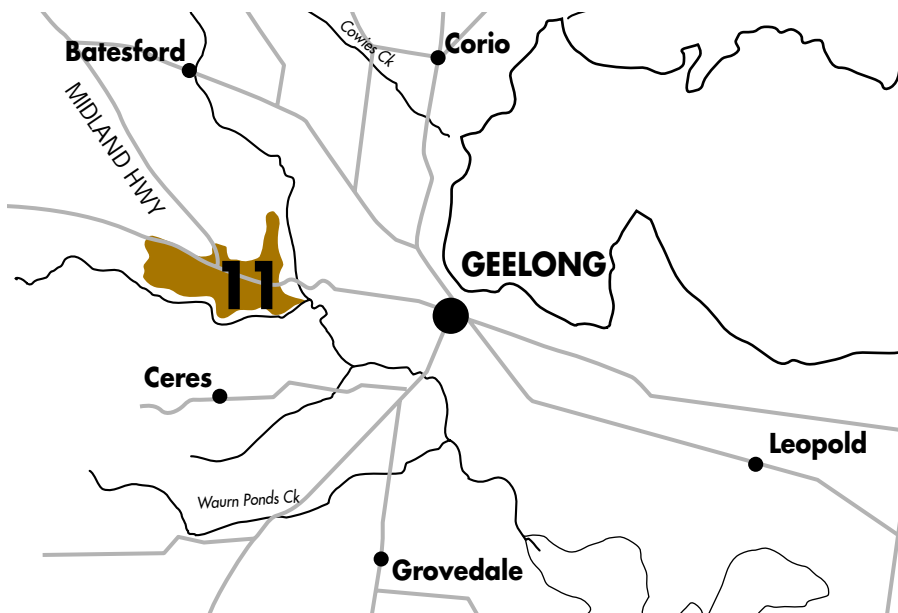 Batesford
Cowies Ck
Corio
MIDLAND HWY
GEELONG
11
Ceres
Leopold
Waurn Ponds Ck
Grovedale